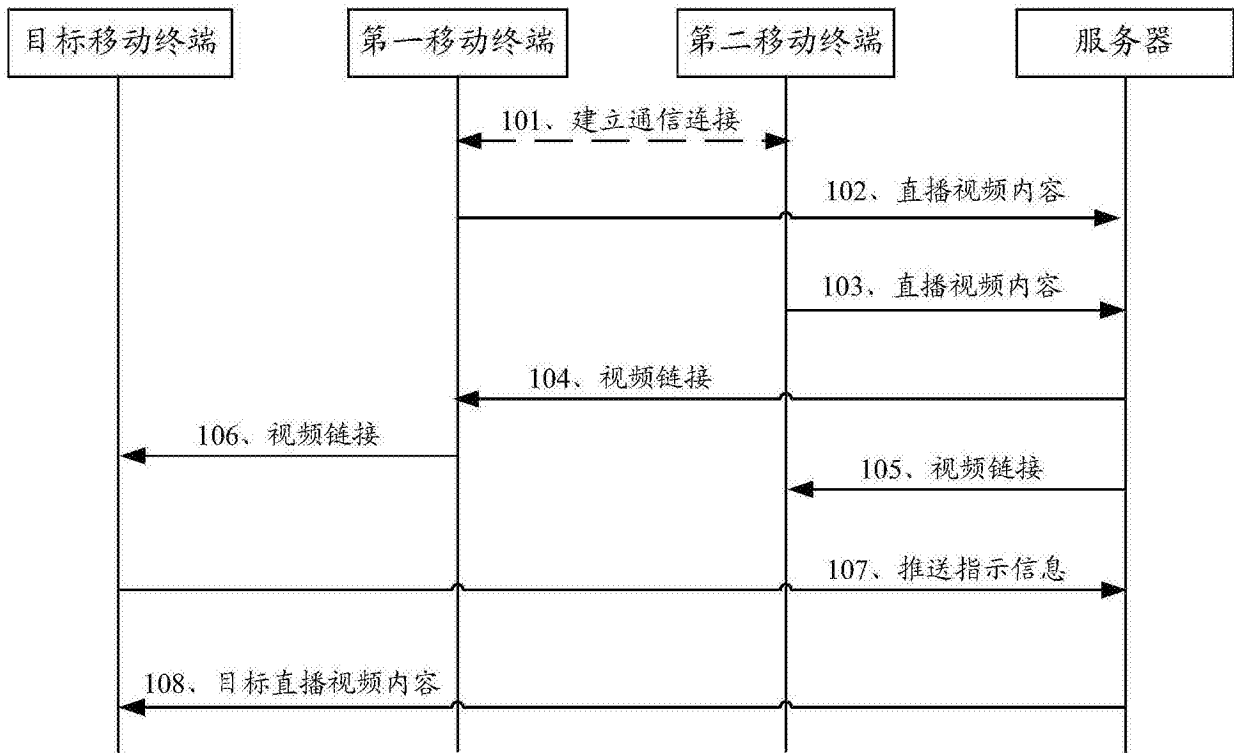 目标移动终端
第一移动终端
第二移动终端
服务器
101、建立通信连接
102、直播视频内容
103、直播视频内容
104、视频链接
106、视频链接
105、视频链接
107、推送指示信息
108、目标直播视频内容